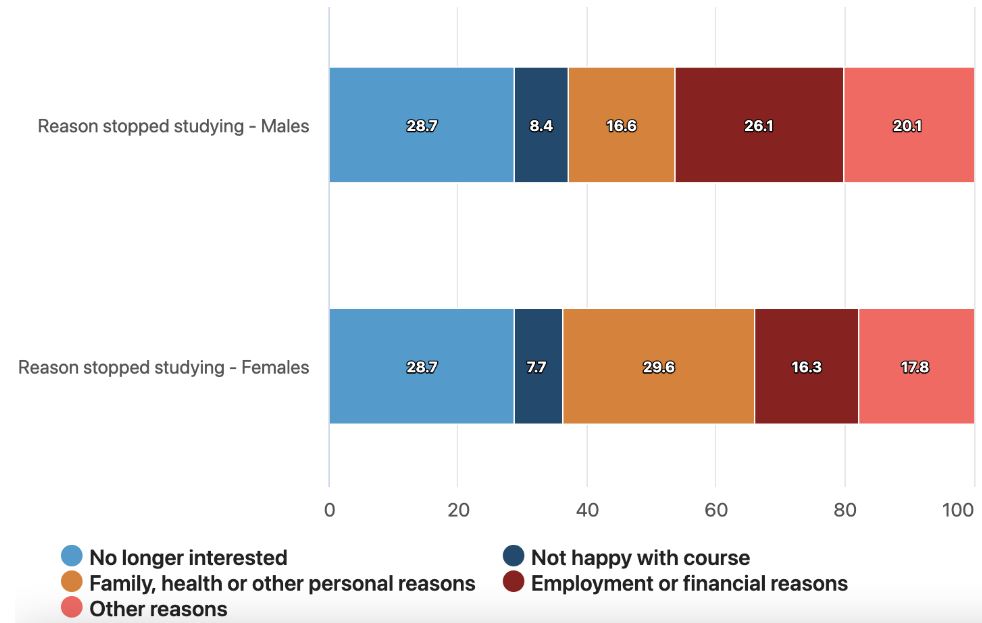 Reason stopped studying - Males
28.7 8.4 16.6 26.1 20.1
Reason stopped studying - Females
28.7 7.7 29.6 16.3 17.8
0 20 40 60 80 100
No longer interested
Not happy with course
Family, health or other personal reasons
Employment or financial reasons
Other reasons